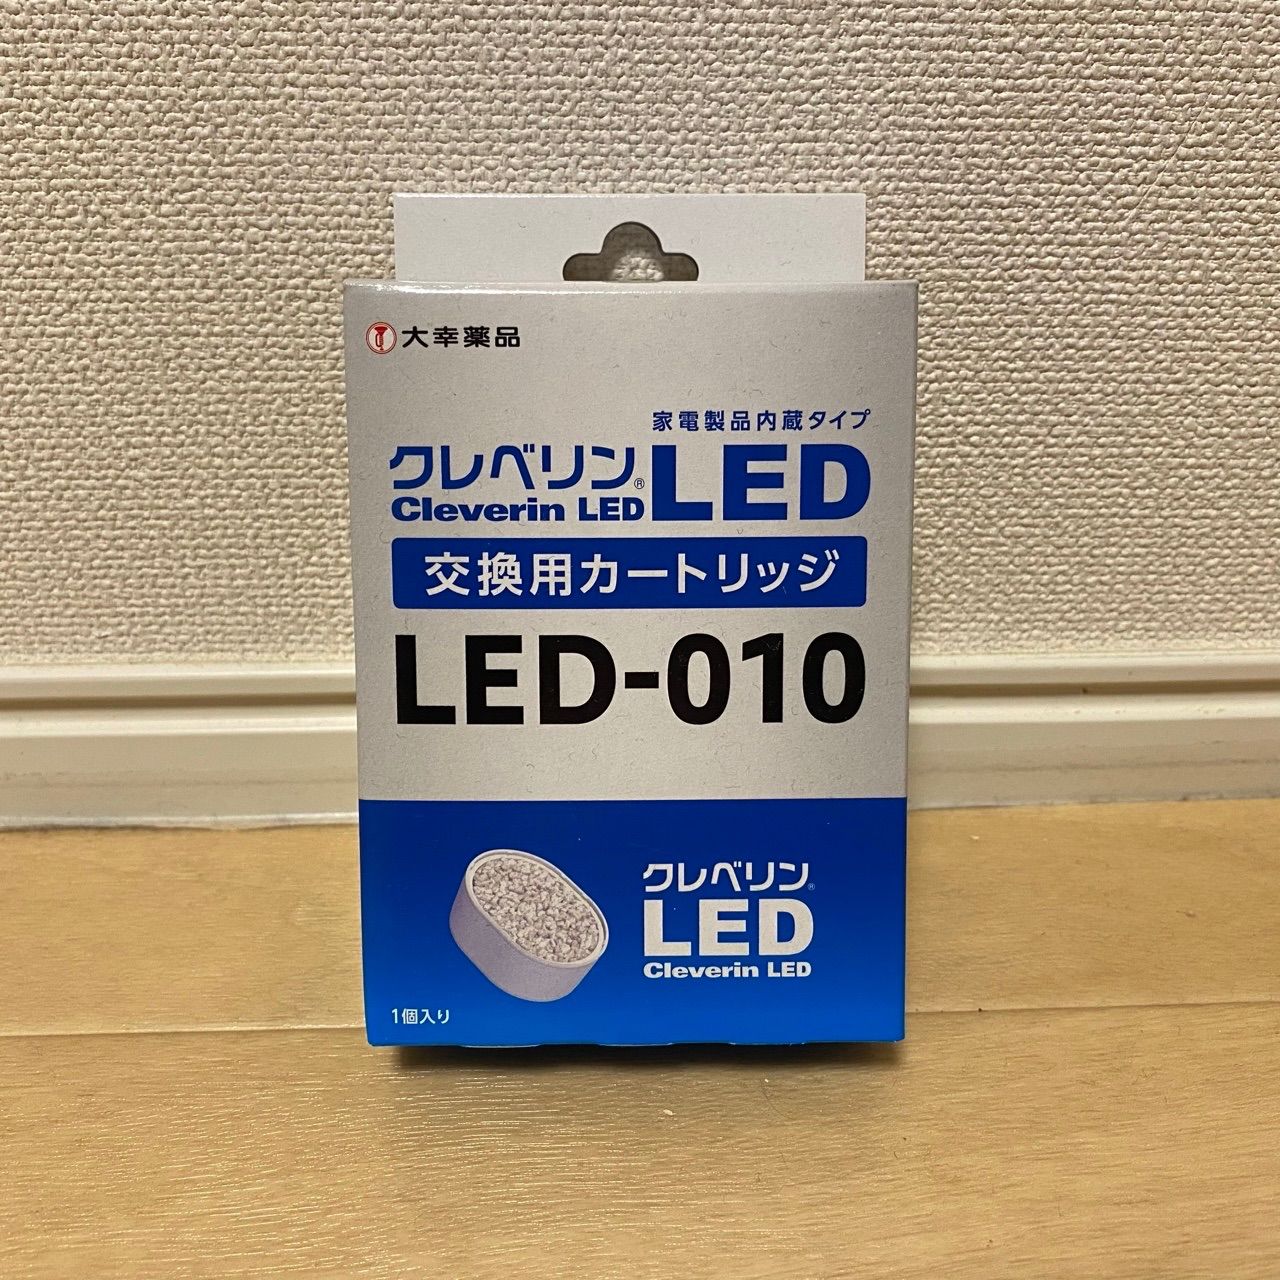 大幸薬品
家電製品内蔵タイプ
クレベリン® LED
Cleverin LED
交換用カートリッジ
LED-010
クレベリン®
LED
Cleverin LED
1個入り